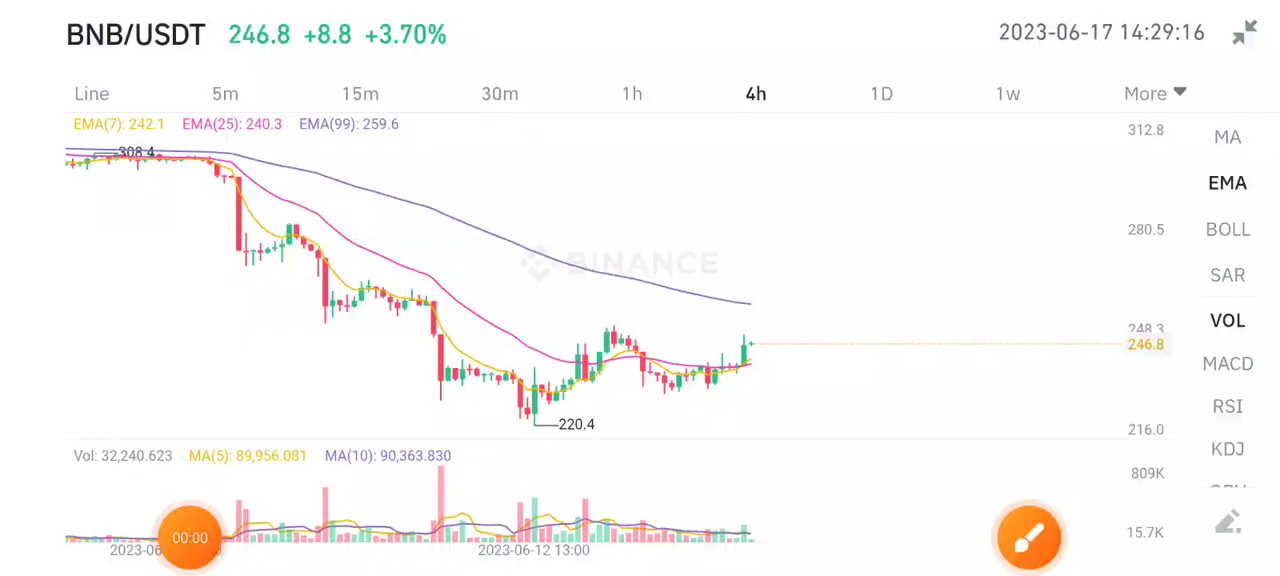 BNB/USDT 246.8 +8.8 +3.70% 2023-06-17 14:29:16
Line 5m 15m 30m 1h 4h 1D 1w More
EMA(7): 242.1 EMA(25): 240.3 EMA(99): 259.6
312.8
MA
308.4
EMA
280.5
BOLL
BINANCE
SAR
VOL
248.3
246.8
MACD
RSI
220.4
216.0
KDJ
Vol: 32,240.623 MA(5): 89,956.081 MA(10): 90,363.830
809K
15.7K
00:00
2023-06 2023-06-12 13:00